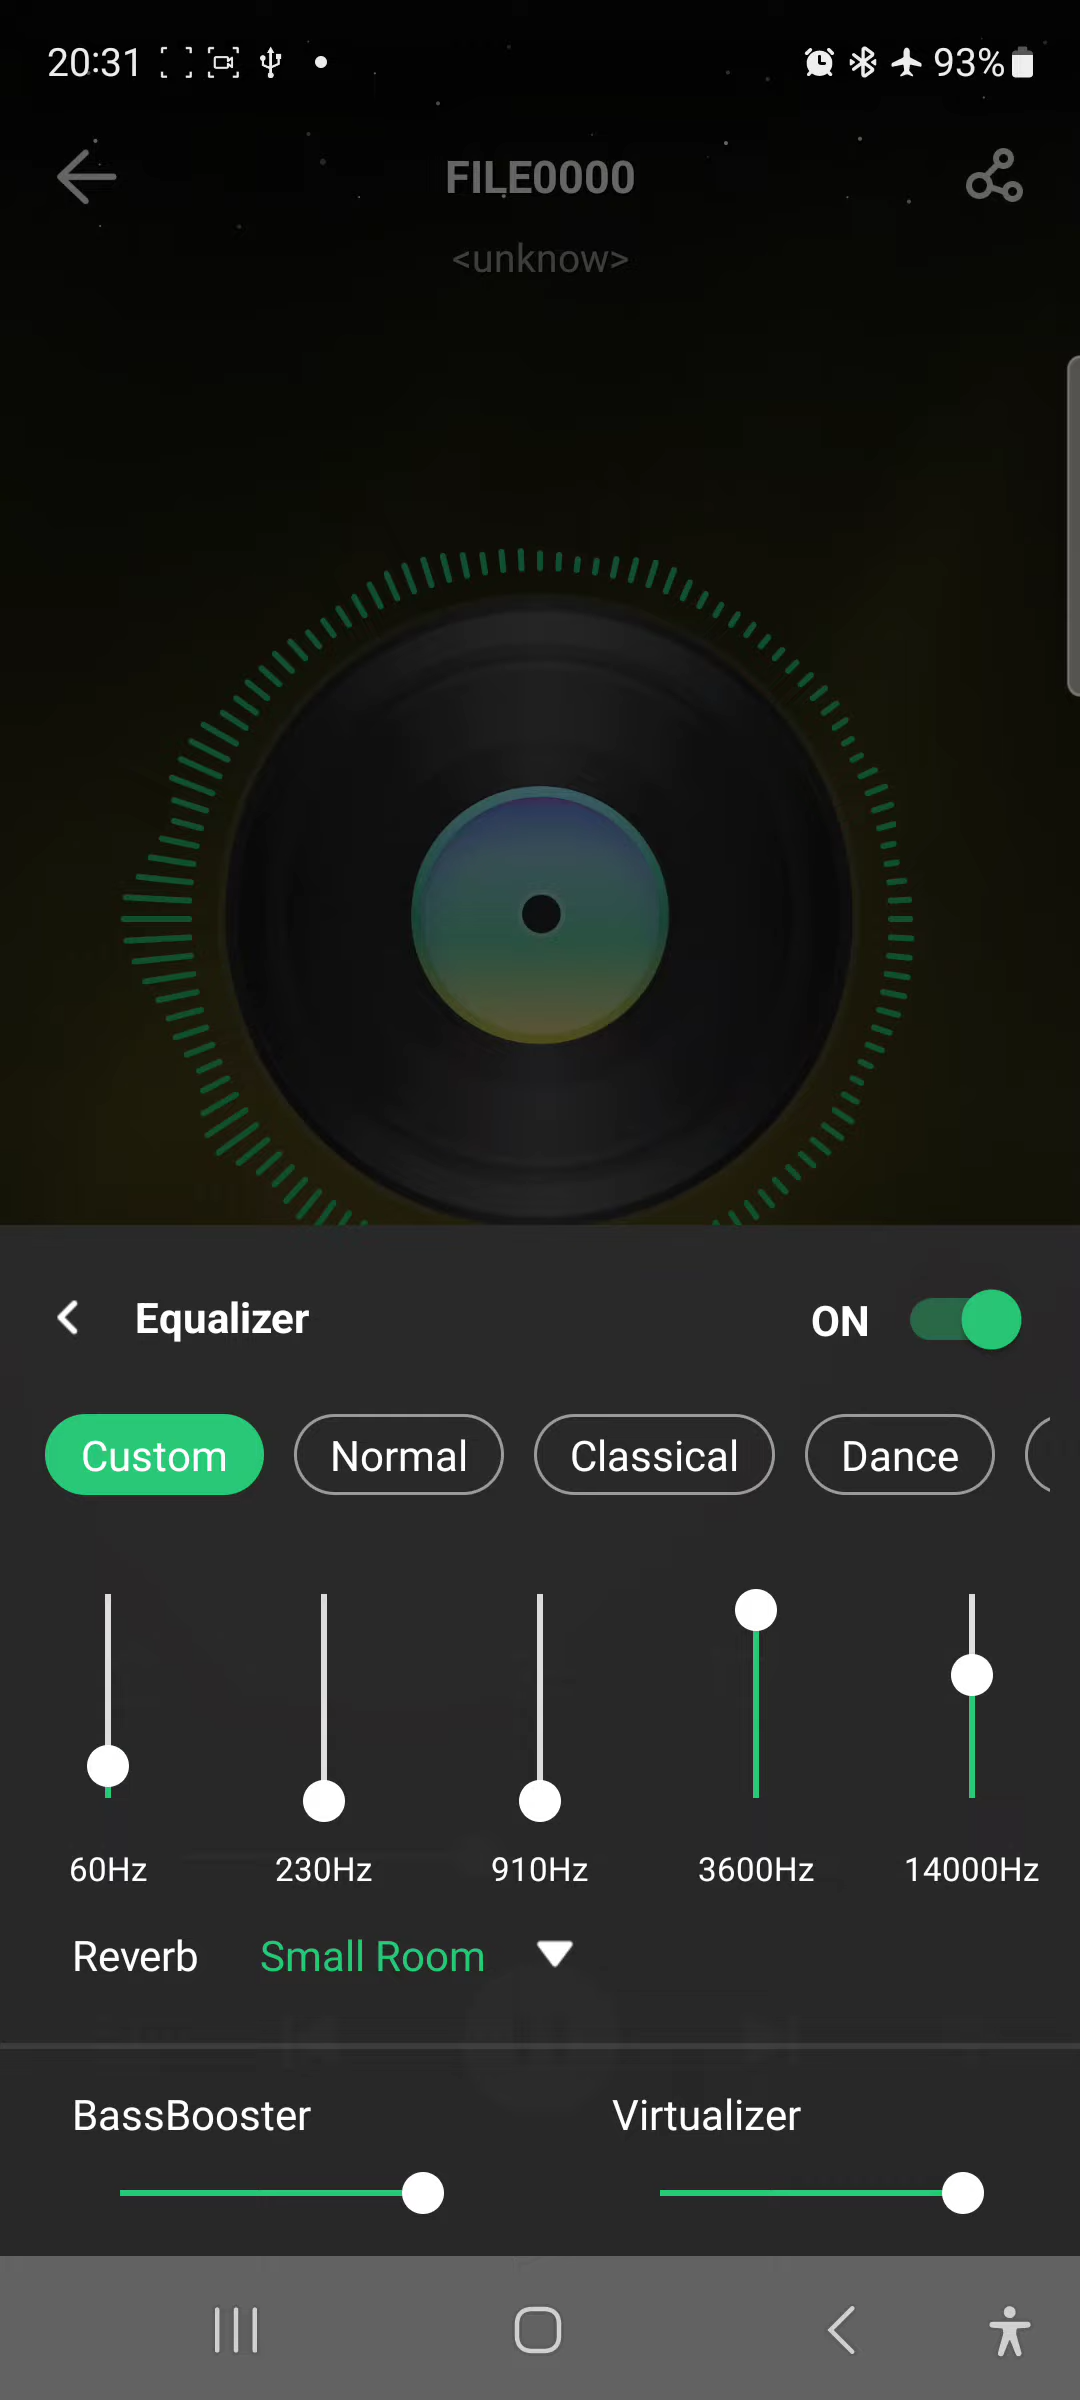 20:31 93%
FILE0000
<unknow>
Equalizer ON
Custom Normal Classical Dance
60Hz 230Hz 910Hz 3600Hz 14000Hz
Reverb Small Room
BassBooster Virtualizer